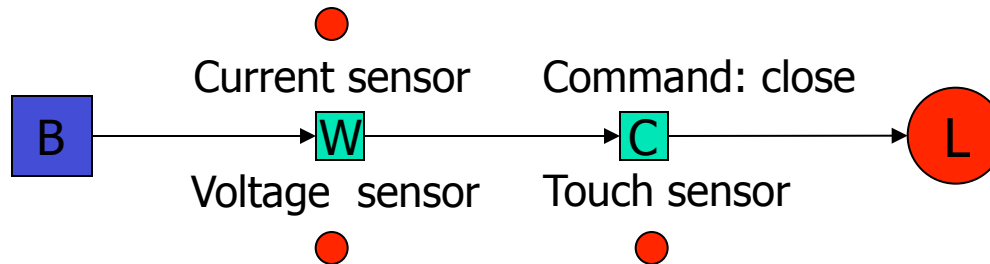 Current sensor Command: close
B W C L
Voltage sensor Touch sensor